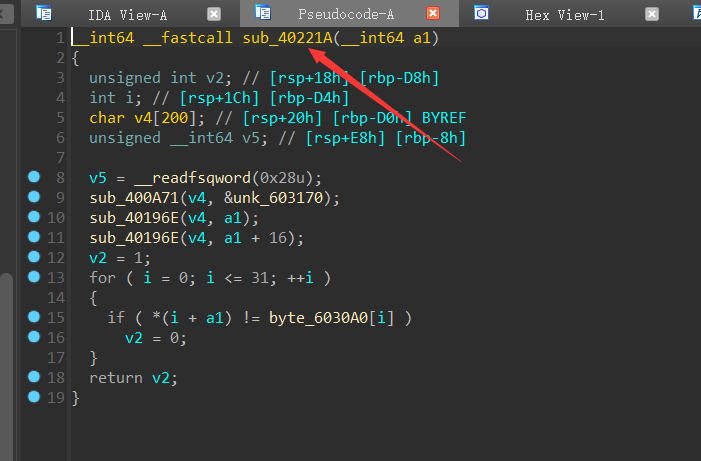 IDA View-A Pseudocode-A Hex View-1
1 __int64 __fastcall sub_40221A(__int64 a1)
2 {
3 unsigned int v2; // [rsp+18h] [rbp-D8h]
4 int i; // [rsp+1Ch] [rbp-D4h]
5 char v4[200]; // [rsp+20h] [rbp-D0h] BYREF
6 unsigned __int64 v5; // [rsp+E8h] [rbp-8h]
7
8 v5 = __readfsqword(0x28u);
9 sub_400A71(v4, &unk_603170);
10 sub_40196E(v4, a1);
11 sub_40196E(v4, a1 + 16);
12 v2 = 1;
13 for ( i = 0; i <= 31; ++i )
14 {
15 if ( *(i + a1) != byte_6030A0[i] )
16 v2 = 0;
17 }
18 return v2;
19 }